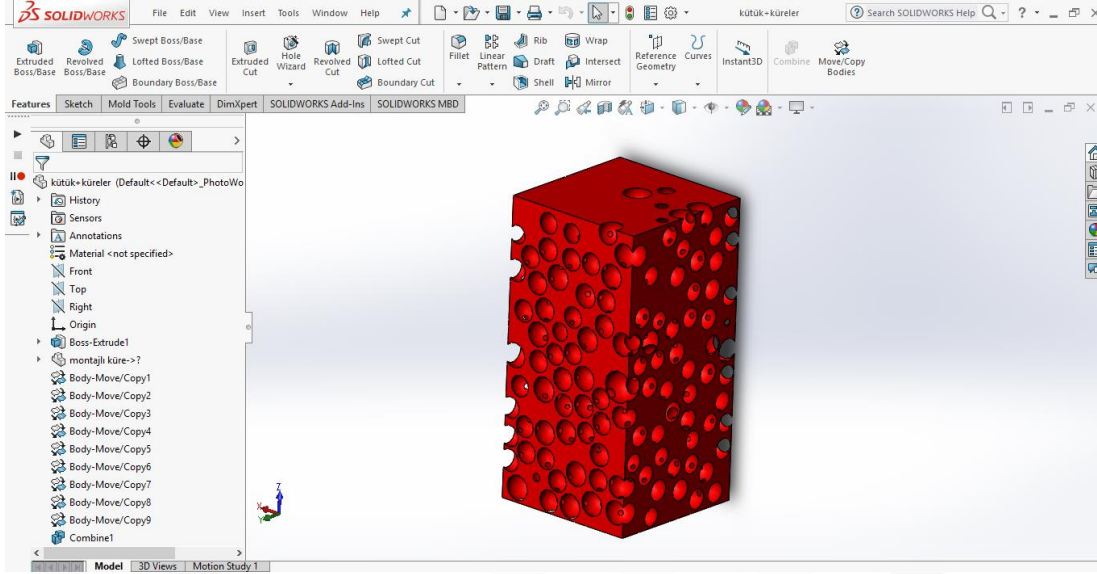 SOLIDWORKS File Edit View Insert Tools Window Help kütük+küreler Search SOLIDWORKS Help ?
Extruded Boss/Base
Revolved Boss/Base
Swept Boss/Base
Lofted Boss/Base
Boundary Boss/Base
Extruded Cut
Hole Wizard
Revolved Cut
Swept Cut
Lofted Cut
Boundary Cut
Fillet
Linear Pattern
Rib
Draft
Shell
Wrap
Intersect
Mirror
Reference Geometry
Curves
Instant3D
Combine
Move/Copy Bodies
Features Sketch Mold Tools Evaluate DimXpert SOLIDWORKS Add-Ins SOLIDWORKS MBD
kütük+küreler (Default<<Default>_PhotoWo
History
Sensors
Annotations
Material <not specified>
Front
Top
Right
Origin
Boss-Extrude1
montajlı küre->?
Body-Move/Copy1
Body-Move/Copy2
Body-Move/Copy3
Body-Move/Copy4
Body-Move/Copy5
Body-Move/Copy6
Body-Move/Copy7
Body-Move/Copy8
Body-Move/Copy9
Combine1
Z
X
Y
Model 3D Views Motion Study 1